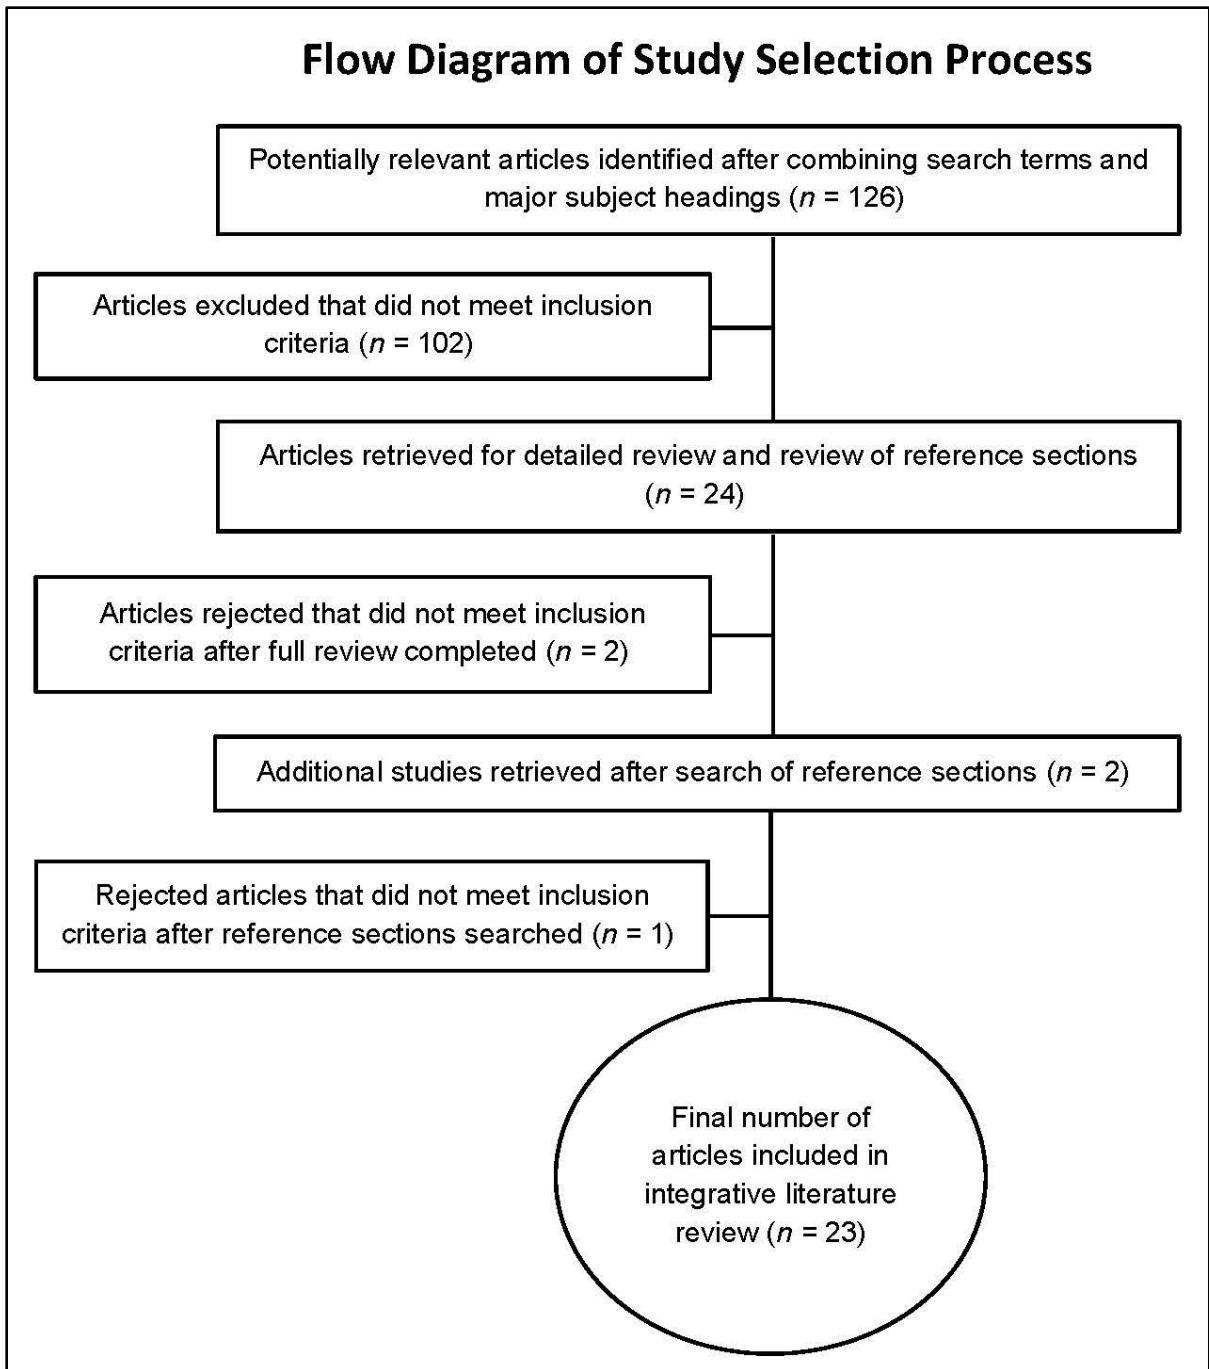 Flow Diagram of Study Selection Process
Potentially relevant articles identified after combining search terms and
major subject headings (n = 126)
Articles excluded that did not meet inclusion
criteria (n = 102)
Articles retrieved for detailed review and review of reference sections
(n = 24)
Articles rejected that did not meet inclusion
criteria after full review completed (n = 2)
Additional studies retrieved after search of reference sections (n = 2)
Rejected articles that did not meet inclusion
criteria after reference sections searched (n = 1)
Final number of
articles included in
integrative literature
review (n = 23)